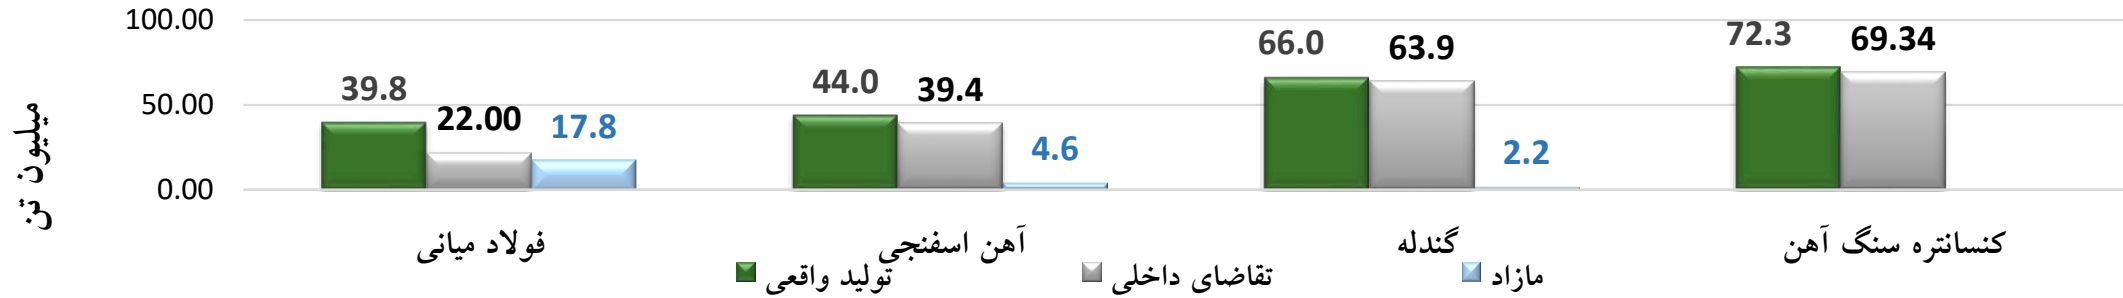 میلیون تن
100.00
50.00
0.00
39.8 22.00 17.8
44.0 39.4 4.6
66.0 63.9 2.2
72.3 69.34
فولاد میانی
آهن اسفنجی
گندله
کنسانتره سنگ آهن
تولید واقعی
تقاضای داخلی
مازاد